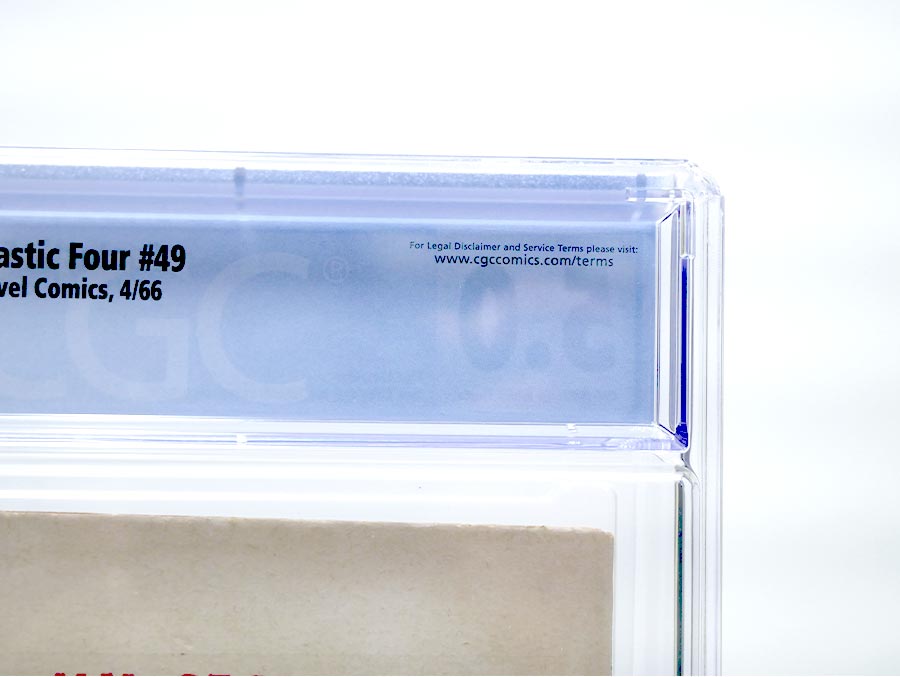 astic Four #49
vel Comics, 4/66
For Legal Disclaimer and Service Terms please visit:
www.cgccomics.com/terms
CGC